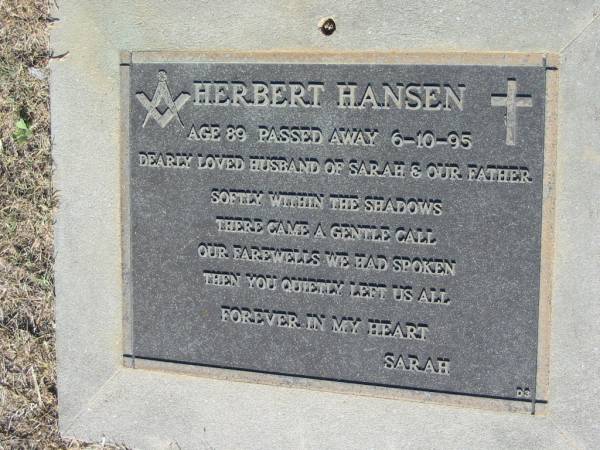 HERBERT HANSEN
AGE 89 PASSED AWAY 6-10-95
DEARLY LOVED HUSBAND OF SARAH & OUR FATHER
SOFTLY WITHIN THE SHADOWS
THERE CAME A GENTLE CALL
OUR FAREWELLS WE HAD SPOKEN
THEN YOU QUIETLY LEFT US ALL
FOREVER IN MY HEART
SARAH